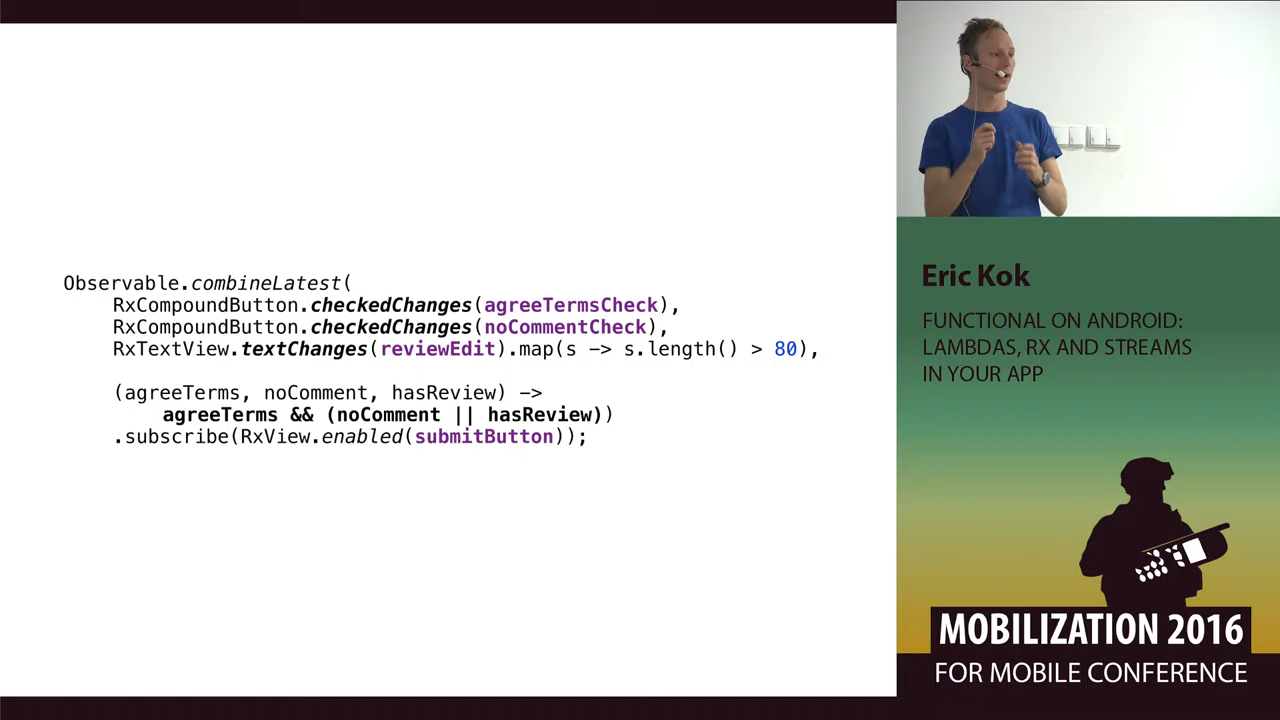 Observable.combineLatest(
RxCompoundButton.checkedChanges(agreeTermsCheck),
RxCompoundButton.checkedChanges(noCommentCheck),
RxTextView.textChanges(reviewEdit).map(s -> s.length() > 80),
(agreeTerms, noComment, hasReview) ->
agreeTerms && (noComment || hasReview))
.subscribe(RxView.enabled(submitButton));
Eric Kok
FUNCTIONAL ON ANDROID:
LAMBDAS, RX AND STREAMS
IN YOUR APP
MOBILIZATION 2016
FOR MOBILE CONFERENCE